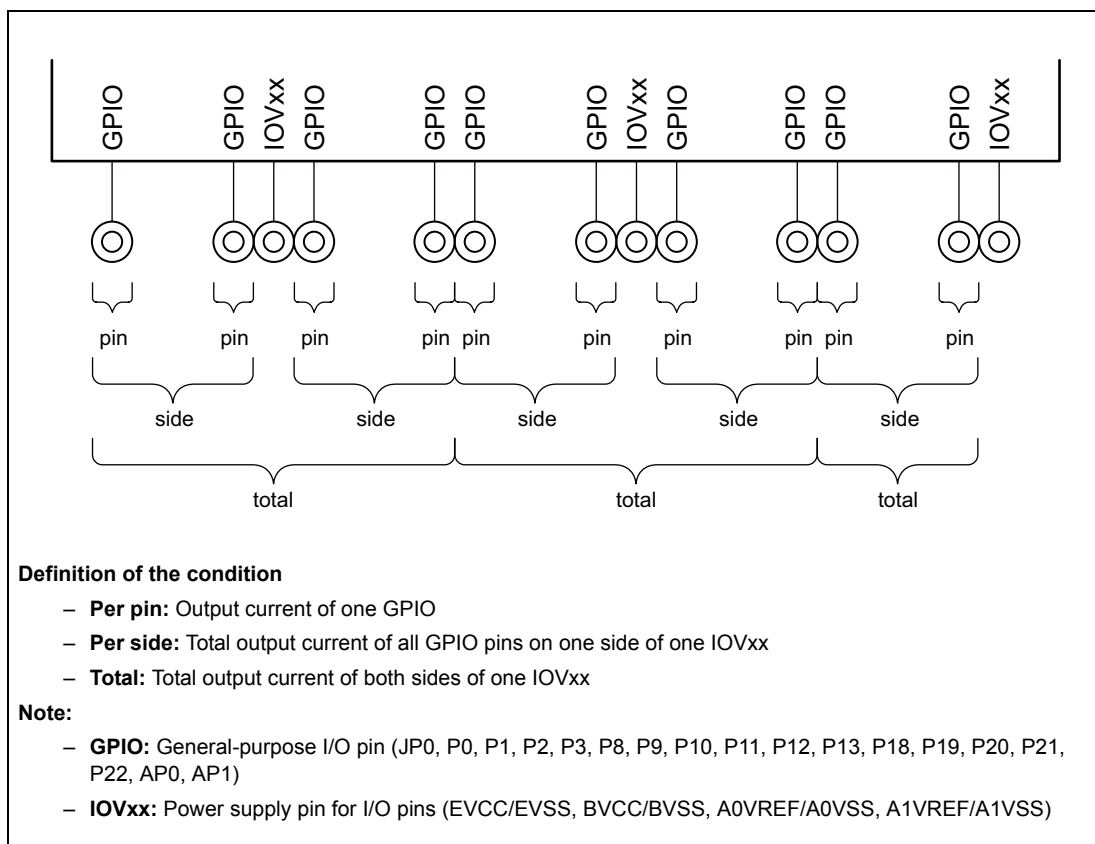 GPIO GPIO IOVxx GPIO GPIO GPIO GPIO IOVxx GPIO GPIO GPIO GPIO IOVxx
pin pin pin pin pin pin pin pin pin pin
side side side side side
total total total
Definition of the condition
– Per pin: Output current of one GPIO
– Per side: Total output current of all GPIO pins on one side of one IOVxx
– Total: Total output current of both sides of one IOVxx
Note:
– GPIO: General-purpose I/O pin (JP0, P0, P1, P2, P3, P8, P9, P10, P11, P12, P13, P18, P19, P20, P21,
P22, AP0, AP1)
– IOVxx: Power supply pin for I/O pins (EVCC/EVSS, BVCC/BVSS, A0VREF/A0VSS, A1VREF/A1VSS)